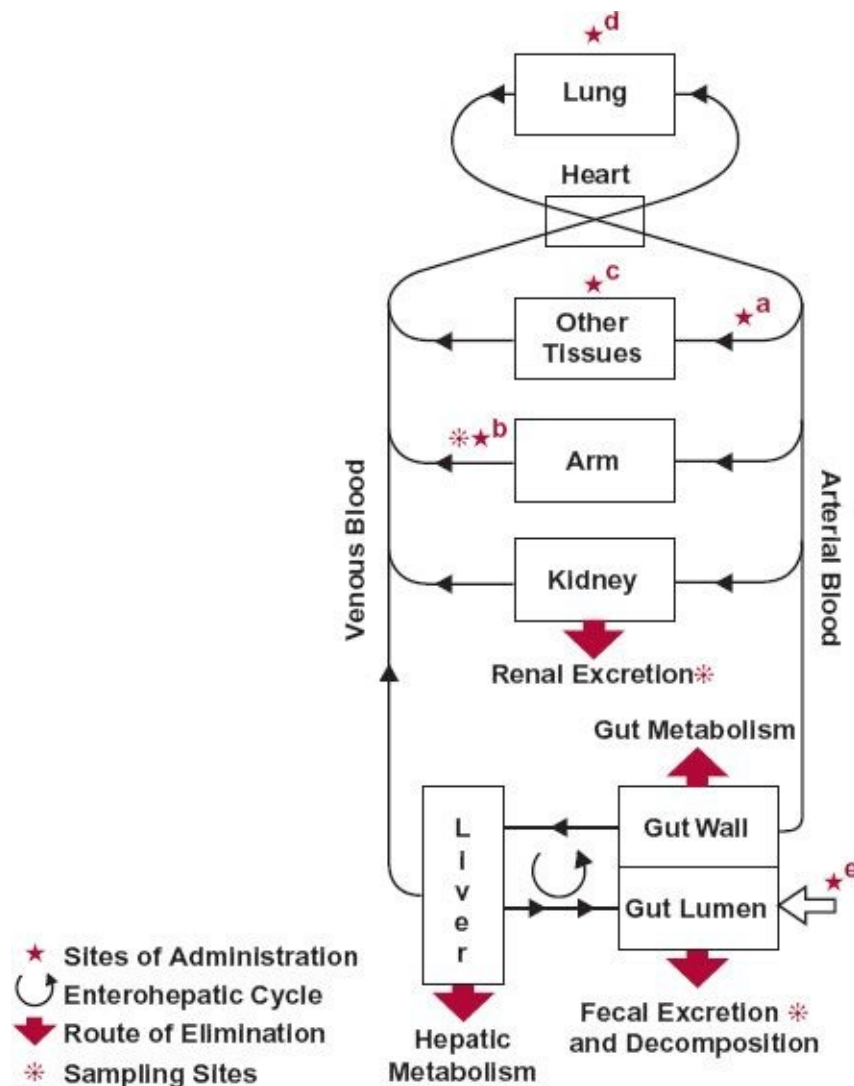 d
Lung
Heart
c
a
Other
Tissues
b
Arm
Venous Blood
Arterial Blood
Kidney
Renal Excretion
Gut Metabolism
Liver
Gut Wall
e
Gut Lumen
Sites of Administration
Enterohepatic Cycle
Route of Elimination
Sampling Sites
Hepatic
Metabolism
Fecal Excretion
and Decomposition